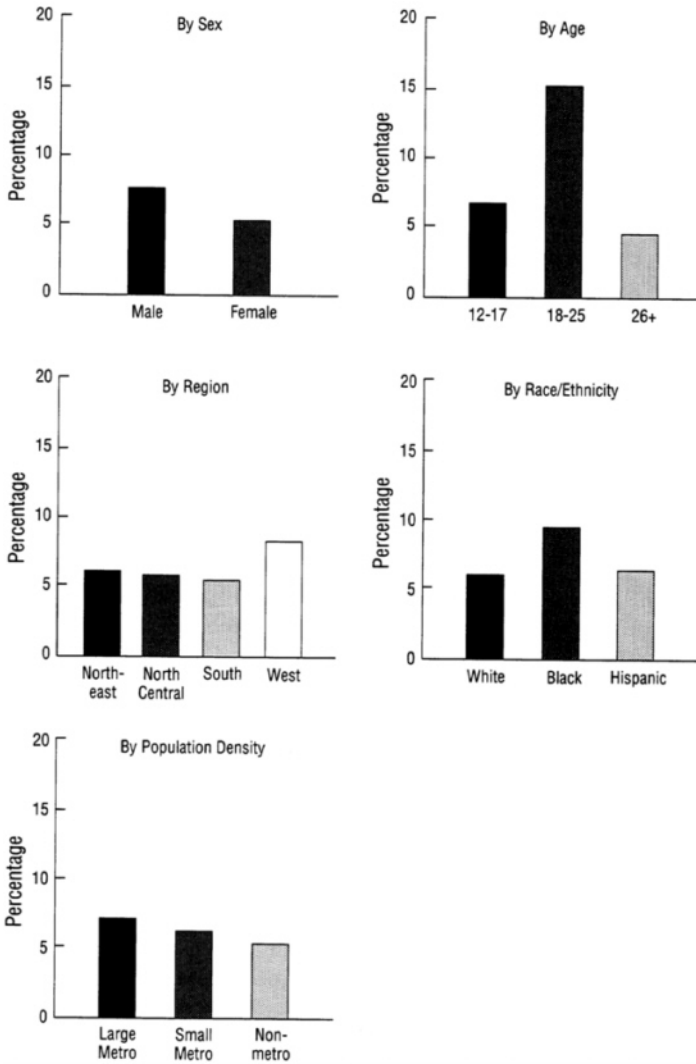 By Sex
20
15
10
5
0
Percentage
Male Female
By Age
20
15
10
5
0
Percentage
12-17 18-25 26+
By Region
20
15
10
5
0
Percentage
North-
east
North
Central
South
West
By Race/Ethnicity
20
15
10
5
0
Percentage
White Black Hispanic
By Population Density
20
15
10
5
0
Percentage
Large
Metro
Small
Metro
Non-
metro